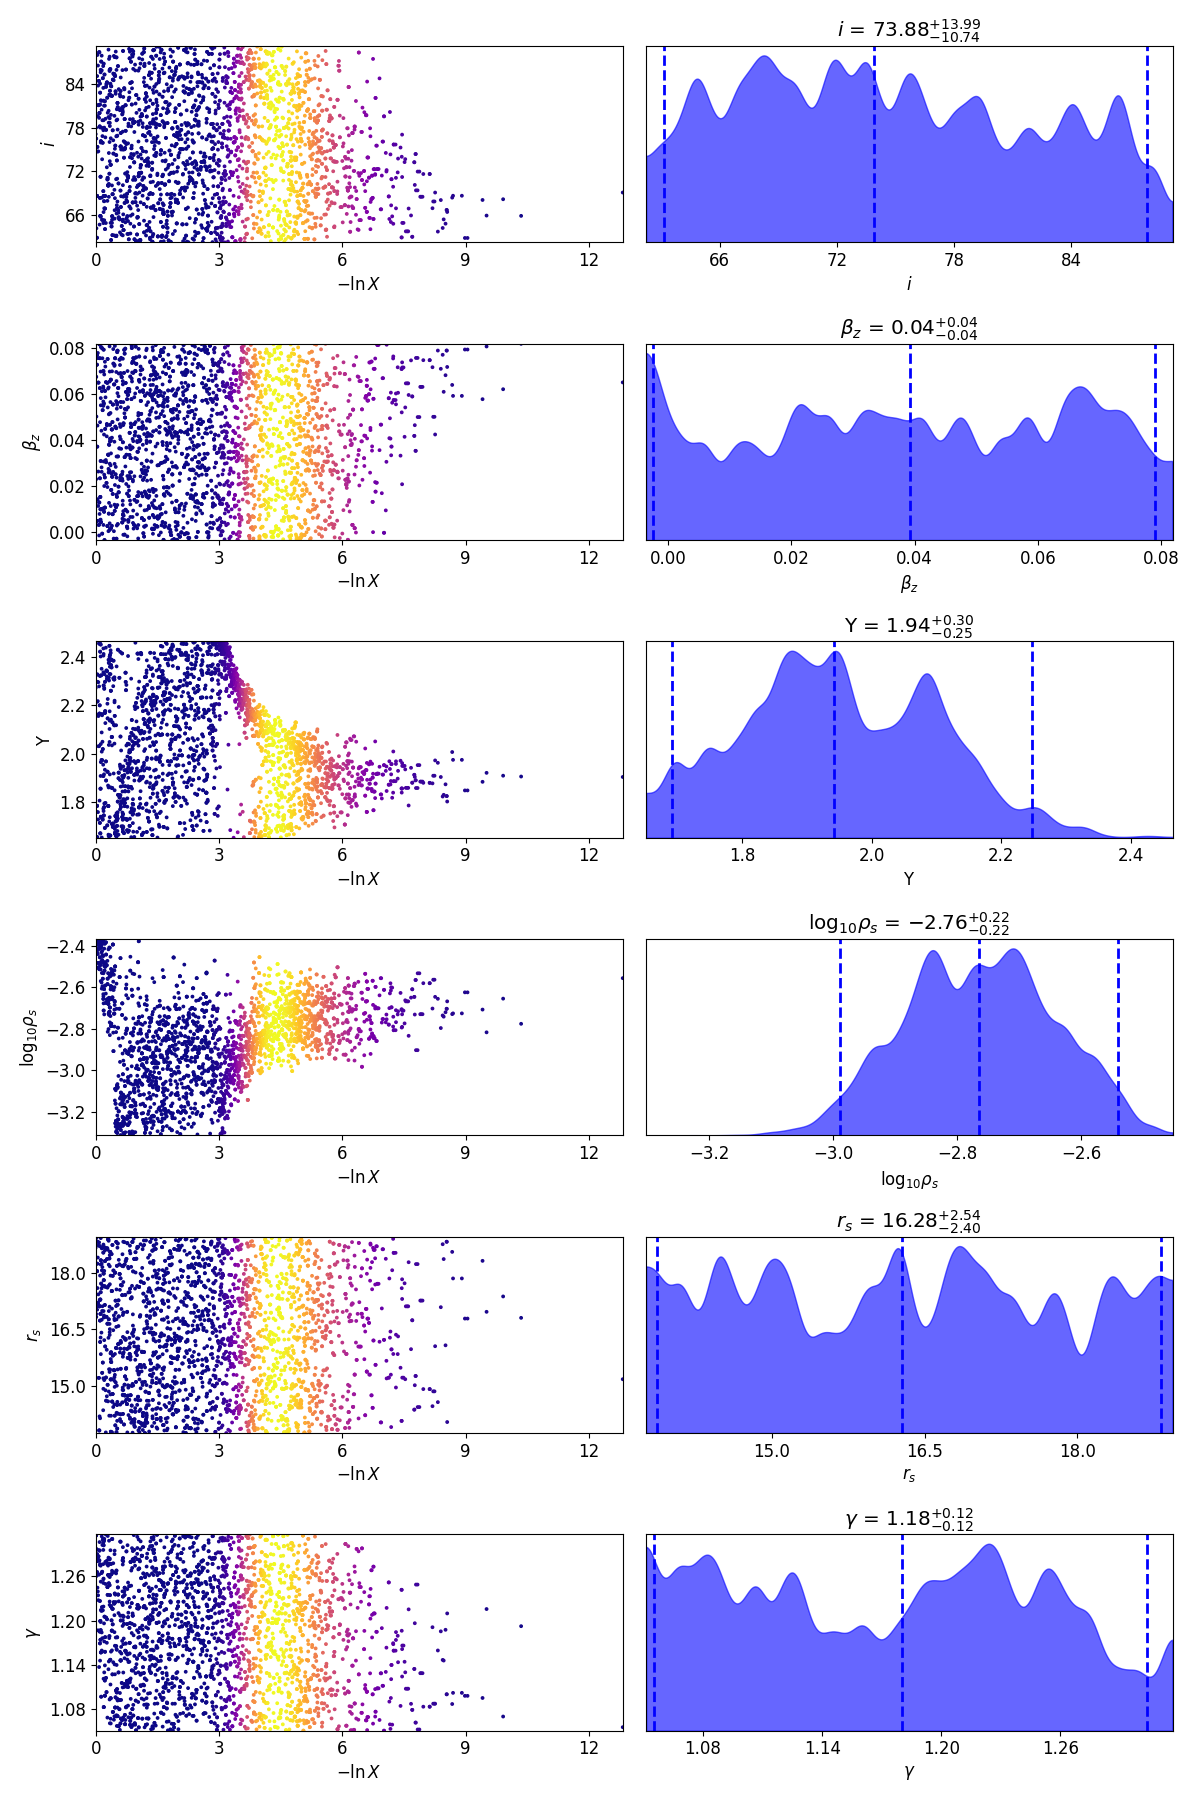 i = 73.88+13.99−10.74
84
78
72
66
i
0 3 6 9 12
−ln X
66 72 78 84
i
βz = 0.04+0.04−0.04
0.08
0.06
0.04
0.02
0.00
βz
0 3 6 9 12
−ln X
0.00 0.02 0.04 0.06 0.08
βz
Y = 1.94+0.30−0.25
2.4
2.2
2.0
1.8
Y
0 3 6 9 12
−ln X
1.8 2.0 2.2 2.4
Y
log10ρs = −2.76+0.22−0.22
−2.4
−2.6
−2.8
−3.0
−3.2
log10ρs
0 3 6 9 12
−ln X
−3.2 −3.0 −2.8 −2.6
log10ρs
rs = 16.28+2.54−2.40
18.0
16.5
15.0
rs
0 3 6 9 12
−ln X
15.0 16.5 18.0
rs
γ = 1.18+0.12−0.12
1.26
1.20
1.14
1.08
γ
0 3 6 9 12
−ln X
1.08 1.14 1.20 1.26
γ